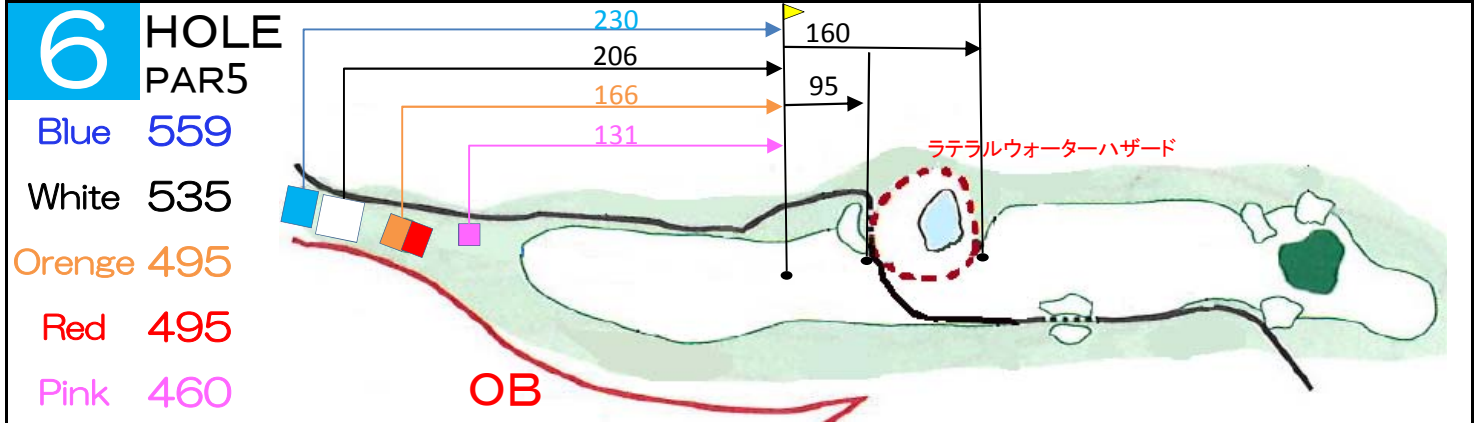 6
HOLE
PAR5
Blue 559
White 535
Orenge 495
Red 495
Pink 460
230
206
166
131
160
95
ラテラルウォーターハザード
OB